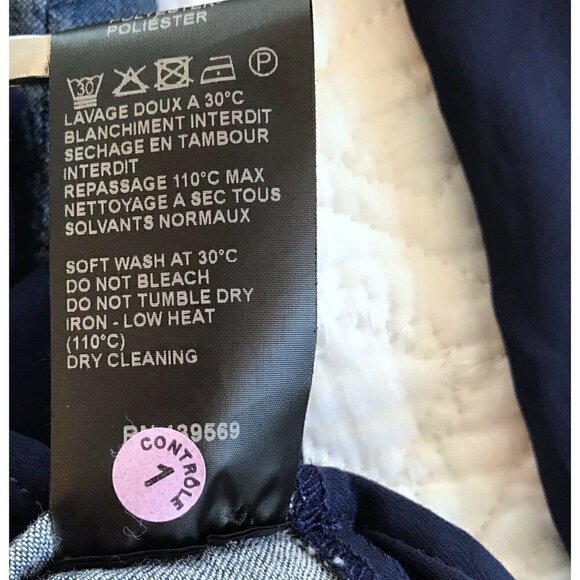 POLIESTER
30
P
LAVAGE DOUX A 30°C
BLANCHIMENT INTERDIT
SECHAGE EN TAMBOUR
INTERDIT
REPASSAGE 110°C MAX
NETTOYAGE A SEC TOUS
SOLVANTS NORMAUX
SOFT WASH AT 30°C
DO NOT BLEACH
DO NOT TUMBLE DRY
IRON - LOW HEAT
(110°C)
DRY CLEANING
CONTRÔLE
1